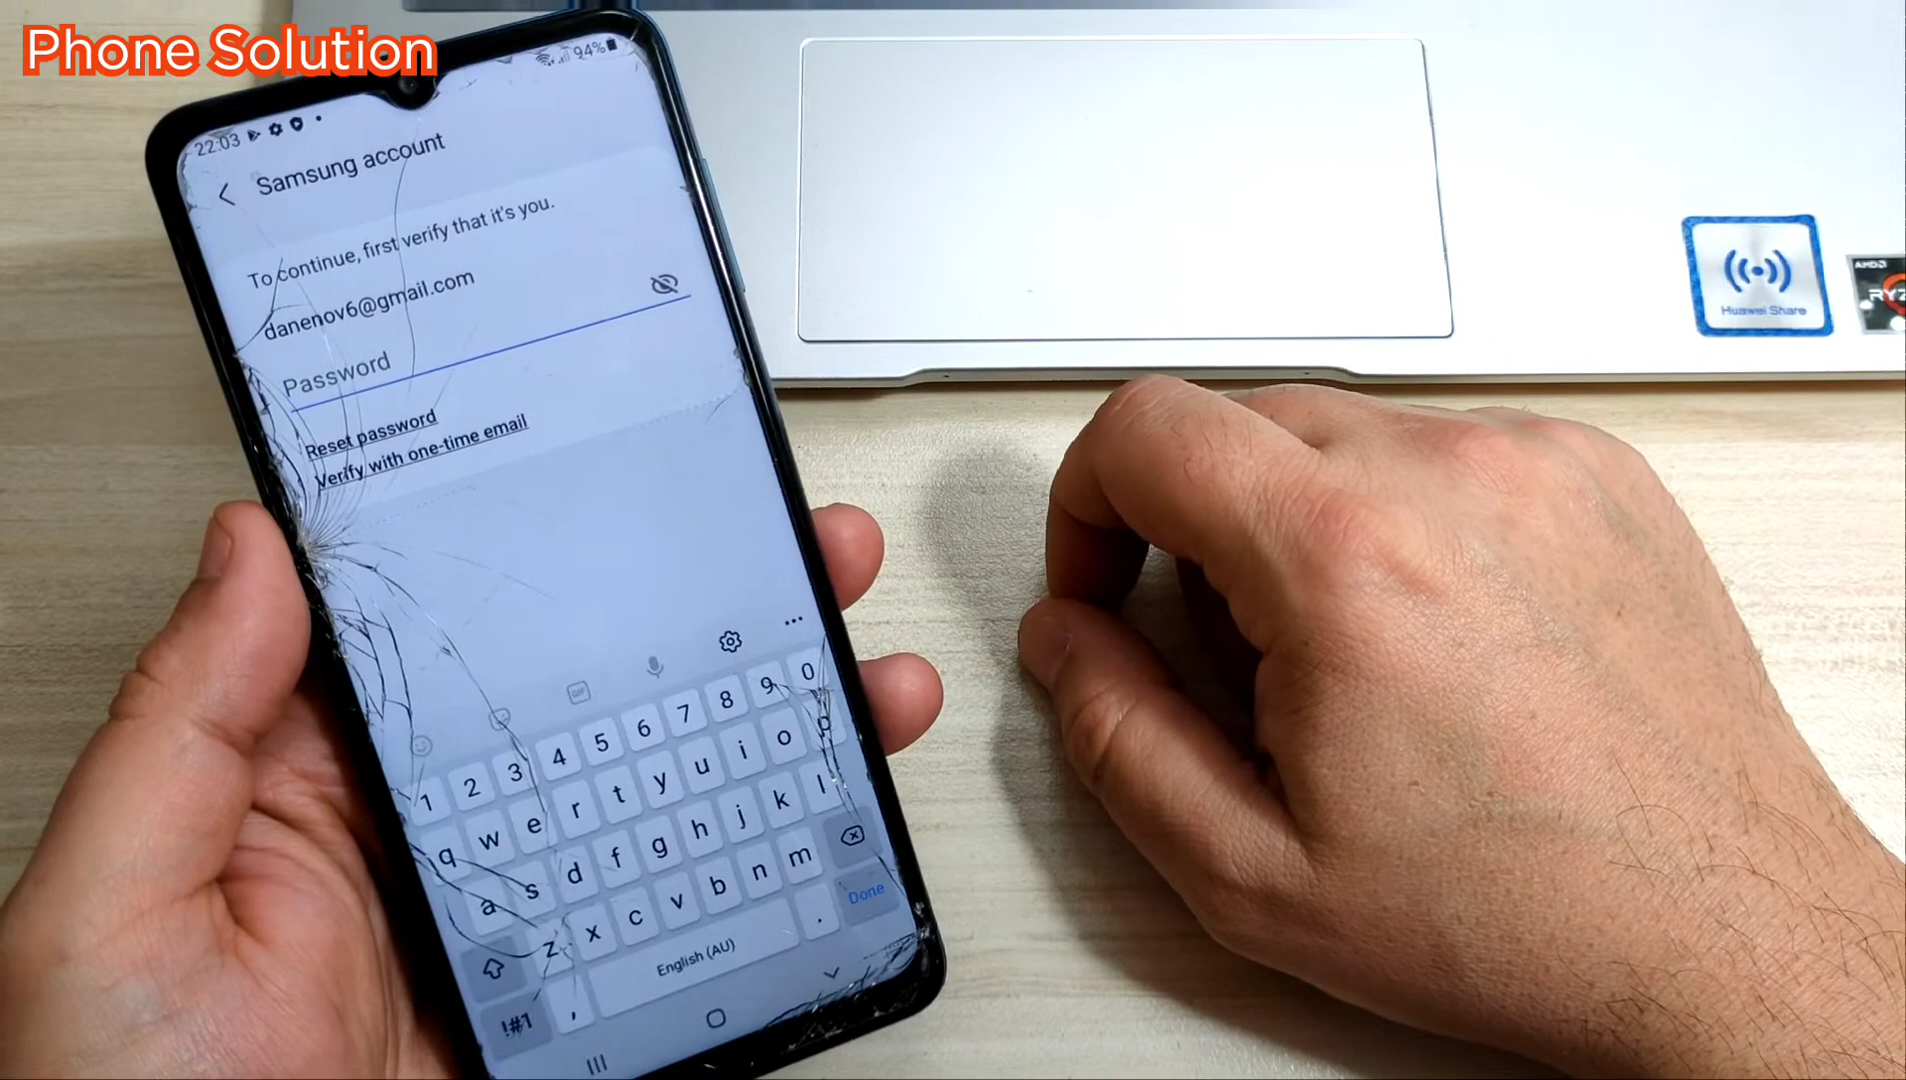 Phone Solution
22:03
94%
Samsung account
To continue, first verify that it's you.
danenov6@gmail.com
Password
Reset password
Verify with one-time email
GIF
1 2 3 4 5 6 7 8 9 0
q w e r t y u i o p
a s d f g h j k l
z x c v b n m
!#1 , English (AU) . Done
Huawei Share
AMD
RYZ